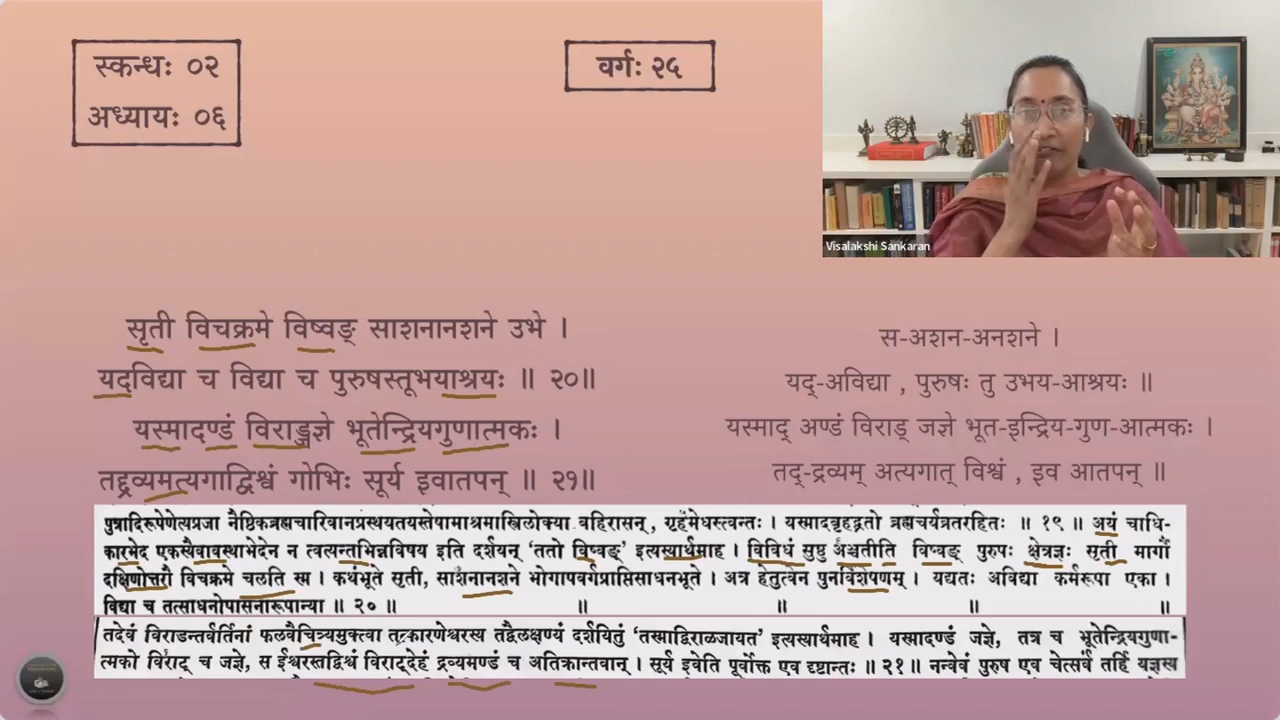 स्कन्धः ०२
अध्यायः ०६
वर्गः २५
Visalakshi Sankaran
सृती विचक्रमे विष्वङ् साशनानशने उभे ।
यदविद्या च विद्या च पुरुषस्तूभयाश्रयः ॥ २०॥
यस्मादण्डं विराड्जज्ञे भूतेन्द्रियगुणात्मकः ।
तद्द्रव्यमत्यगाद्विश्वं गोभिः सूर्य इवातपन् ॥ २१॥
स-अशन-अनशने ।
यद्-अविद्या , पुरुषः तु उभय-आश्रयः ॥
यस्माद् अण्डं विराड् जज्ञे भूत-इन्द्रिय-गुण-आत्मकः ।
तद्-द्रव्यम् अत्यगात् विश्वं , इव आतपन् ॥
पुत्रादिरूपेणेत्यप्रजा नैष्ठिकब्रह्मचारिवानप्रस्थयतयस्तेषामाश्रमास्त्रिलोक्या बहिरासन् , गृहमेधस्त्वन्तः । यस्मादबृहद्व्रतो ब्रह्मचर्यव्रतरहितः ॥ १९ ॥ अयं चाधि-
कारभेद एकस्यैवावस्थाभेदेन न त्वत्यन्तभिन्नविषय इति दर्शयन् ‘ततो विष्वङ्’ इत्यस्यार्थमाह । विविधं सुष्ठु अञ्चतीति विष्वङ् पुरुषः क्षेत्रज्ञः सृती मार्गौ
दक्षिणोत्तरौ विचक्रमे चलति स्म । कथंभूते सृती, साशनानशने भोगापवर्गप्राप्तिसाधनभूते । अत्र हेतुत्वेन पुनर्विशेषणम् । यद्यतः अविद्या कर्मरूपा एका ।
विद्या च तत्साधनोपासनारूपान्या ॥ २० ॥ ॥ ॥ ॥ ॥
तदेवं विराडन्तर्वर्तिनां फलवैचित्र्यमुक्त्वा तत्कारणेश्वरस्य तद्वैलक्षण्यं दर्शयितुं ‘तस्माद्विराळजायत’ इत्यस्यार्थमाह । यस्मादण्डं जज्ञे, तत्र च भूतेन्द्रियगुणा-
त्मको विराट् च जज्ञे, स ईश्वरस्तद्विश्वं विराट्देहं द्रव्यमण्डं च अतिक्रान्तवान् । सूर्य इवेति पूर्वोक्त एव दृष्टान्तः ॥ २१॥ नन्वेवं पुरुष एव चेत्सर्वं तर्हि यज्ञस्य